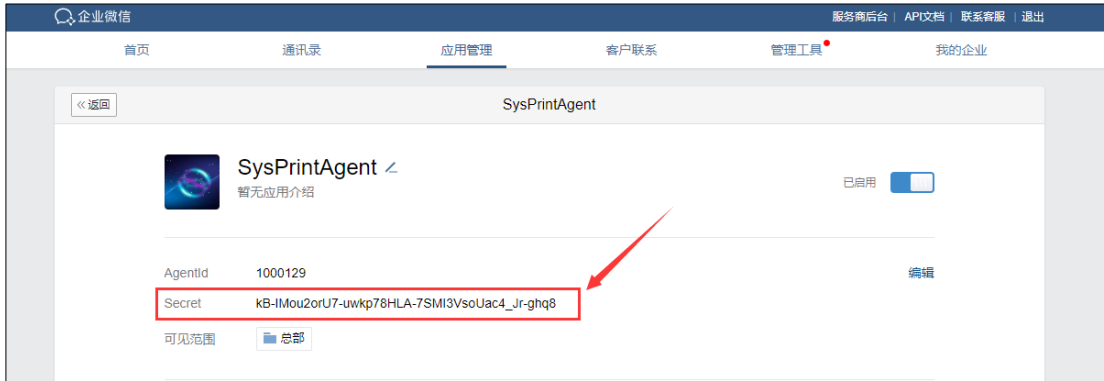 企业微信 服务商后台 | API文档 | 联系客服 | 退出
首页 通讯录 应用管理 客户联系 管理工具 我的企业
《返回 SysPrintAgent
SysPrintAgent
暂无应用介绍
已启用
AgentId 1000129 编辑
Secret kB-IMou2orU7-uwkp78HLA-7SMI3VsoUac4_Jr-ghq8
可见范围 总部